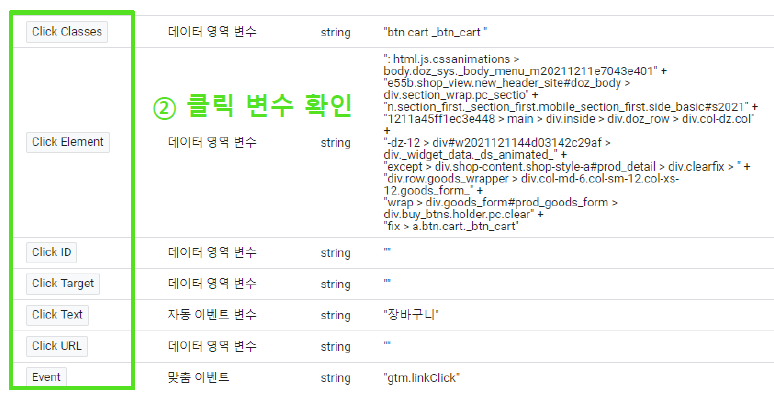 Click Classes 데이터 영역 변수 string "btn cart _btn_cart "
": html.js.cssanimations >
body.doz_sys._body_menu_m20211211e7043e401" +
"e55b.shop_view.new_header_site#doz_body >
div.section_wrap.pc_sectio" +
② 클릭 변수 확인
"n.section_first._section_first.mobile_section_first.side_basic#s2021" +
"1211a45ff1ec3e448 > main > div.inside > div.doz_row > div.col-dz.col"
+
Click Element 데이터 영역 변수 string "-dz-12 > div#w2021121144d03142c29af >
div._widget_data._ds_animated_" +
"except > div.shop-content.shop-style-a#prod_detail > div.clearfix > " +
"div.row.goods_wrapper > div.col-md-6.col-sm-12.col-xs-
12.goods_form_" +
"wrap > div.goods_form#prod_goods_form >
div.buy_btns.holder.pc.clear" +
"fix > a.btn.cart._btn_cart"
Click ID 데이터 영역 변수 string ""
Click Target 데이터 영역 변수 string ""
Click Text 자동 이벤트 변수 string "장바구니"
Click URL 데이터 영역 변수 string ""
Event 맞춤 이벤트 string "gtm.linkClick"